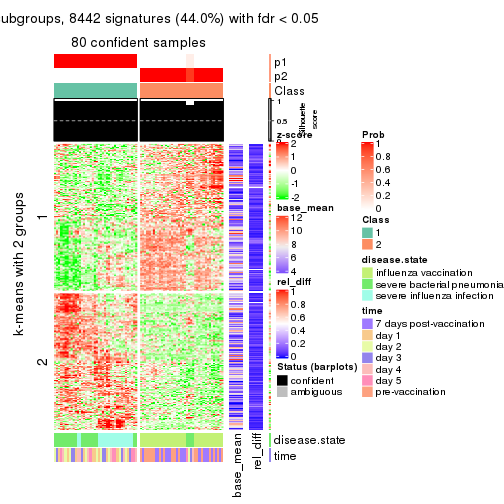 subgroups, 8442 signatures (44.0%) with fdr < 0.05
80 confident samples
p1
p2
Class
1
0.5
0
Silhouette
score
k-means with 2 groups
1
2
z-score
2
1
0
-1
-2
base_mean
12
10
8
6
4
rel_diff
1
0.8
0.6
0.4
0.2
0
Status (barplots)
confident
ambiguous
Prob
1
0.8
0.6
0.4
0.2
0
Class
1
2
disease.state
influenza vaccination
severe bacterial pneumonia
severe influenza infection
time
7 days post-vaccination
day 1
day 2
day 3
day 4
day 5
pre-vaccination
disease.state
time
base_mean
rel_diff